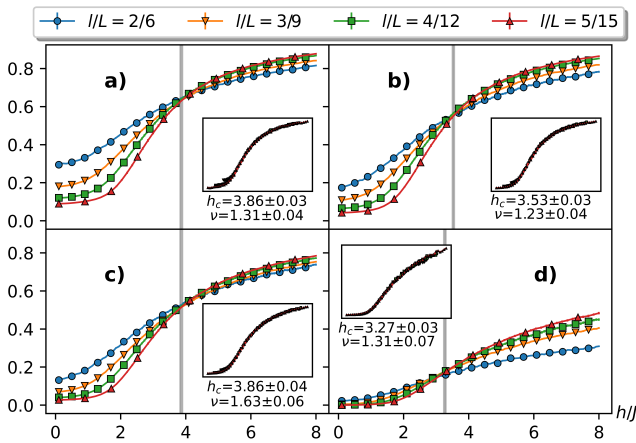 l/L = 2/6 l/L = 3/9 l/L = 4/12 l/L = 5/15
a) b)
0.8
0.6
0.4
0.2
0.0
h_c=3.86±0.03
ν=1.31±0.04
h_c=3.53±0.03
ν=1.23±0.04
c) d)
0.8
0.6
0.4
0.2
0.0
h_c=3.86±0.04
ν=1.63±0.06
h_c=3.27±0.03
ν=1.31±0.07
0 2 4 6 8 0 2 4 6 8 h/J